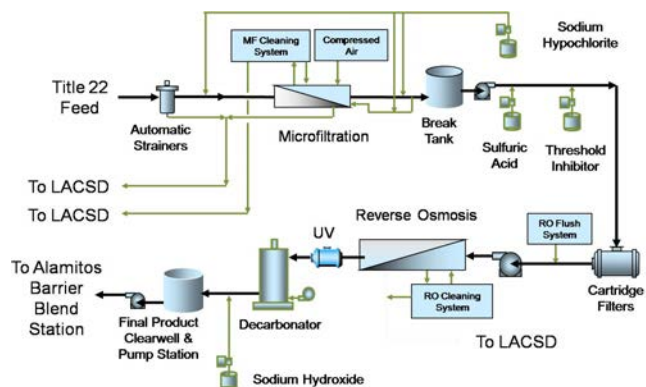 Sodium
Hypochlorite
MF Cleaning
System
Compressed
Air
Title 22
Feed
Automatic
Strainers
Microfiltration
Break
Tank
Sulfuric
Acid
Threshold
Inhibitor
To LACSD
To LACSD
UV
Reverse Osmosis
RO Flush
System
To Alamitos
Barrier
Blend
Station
Final Product
Clearwell &
Pump Station
Decarbonator
RO Cleaning
System
Cartridge
Filters
To LACSD
Sodium Hydroxide